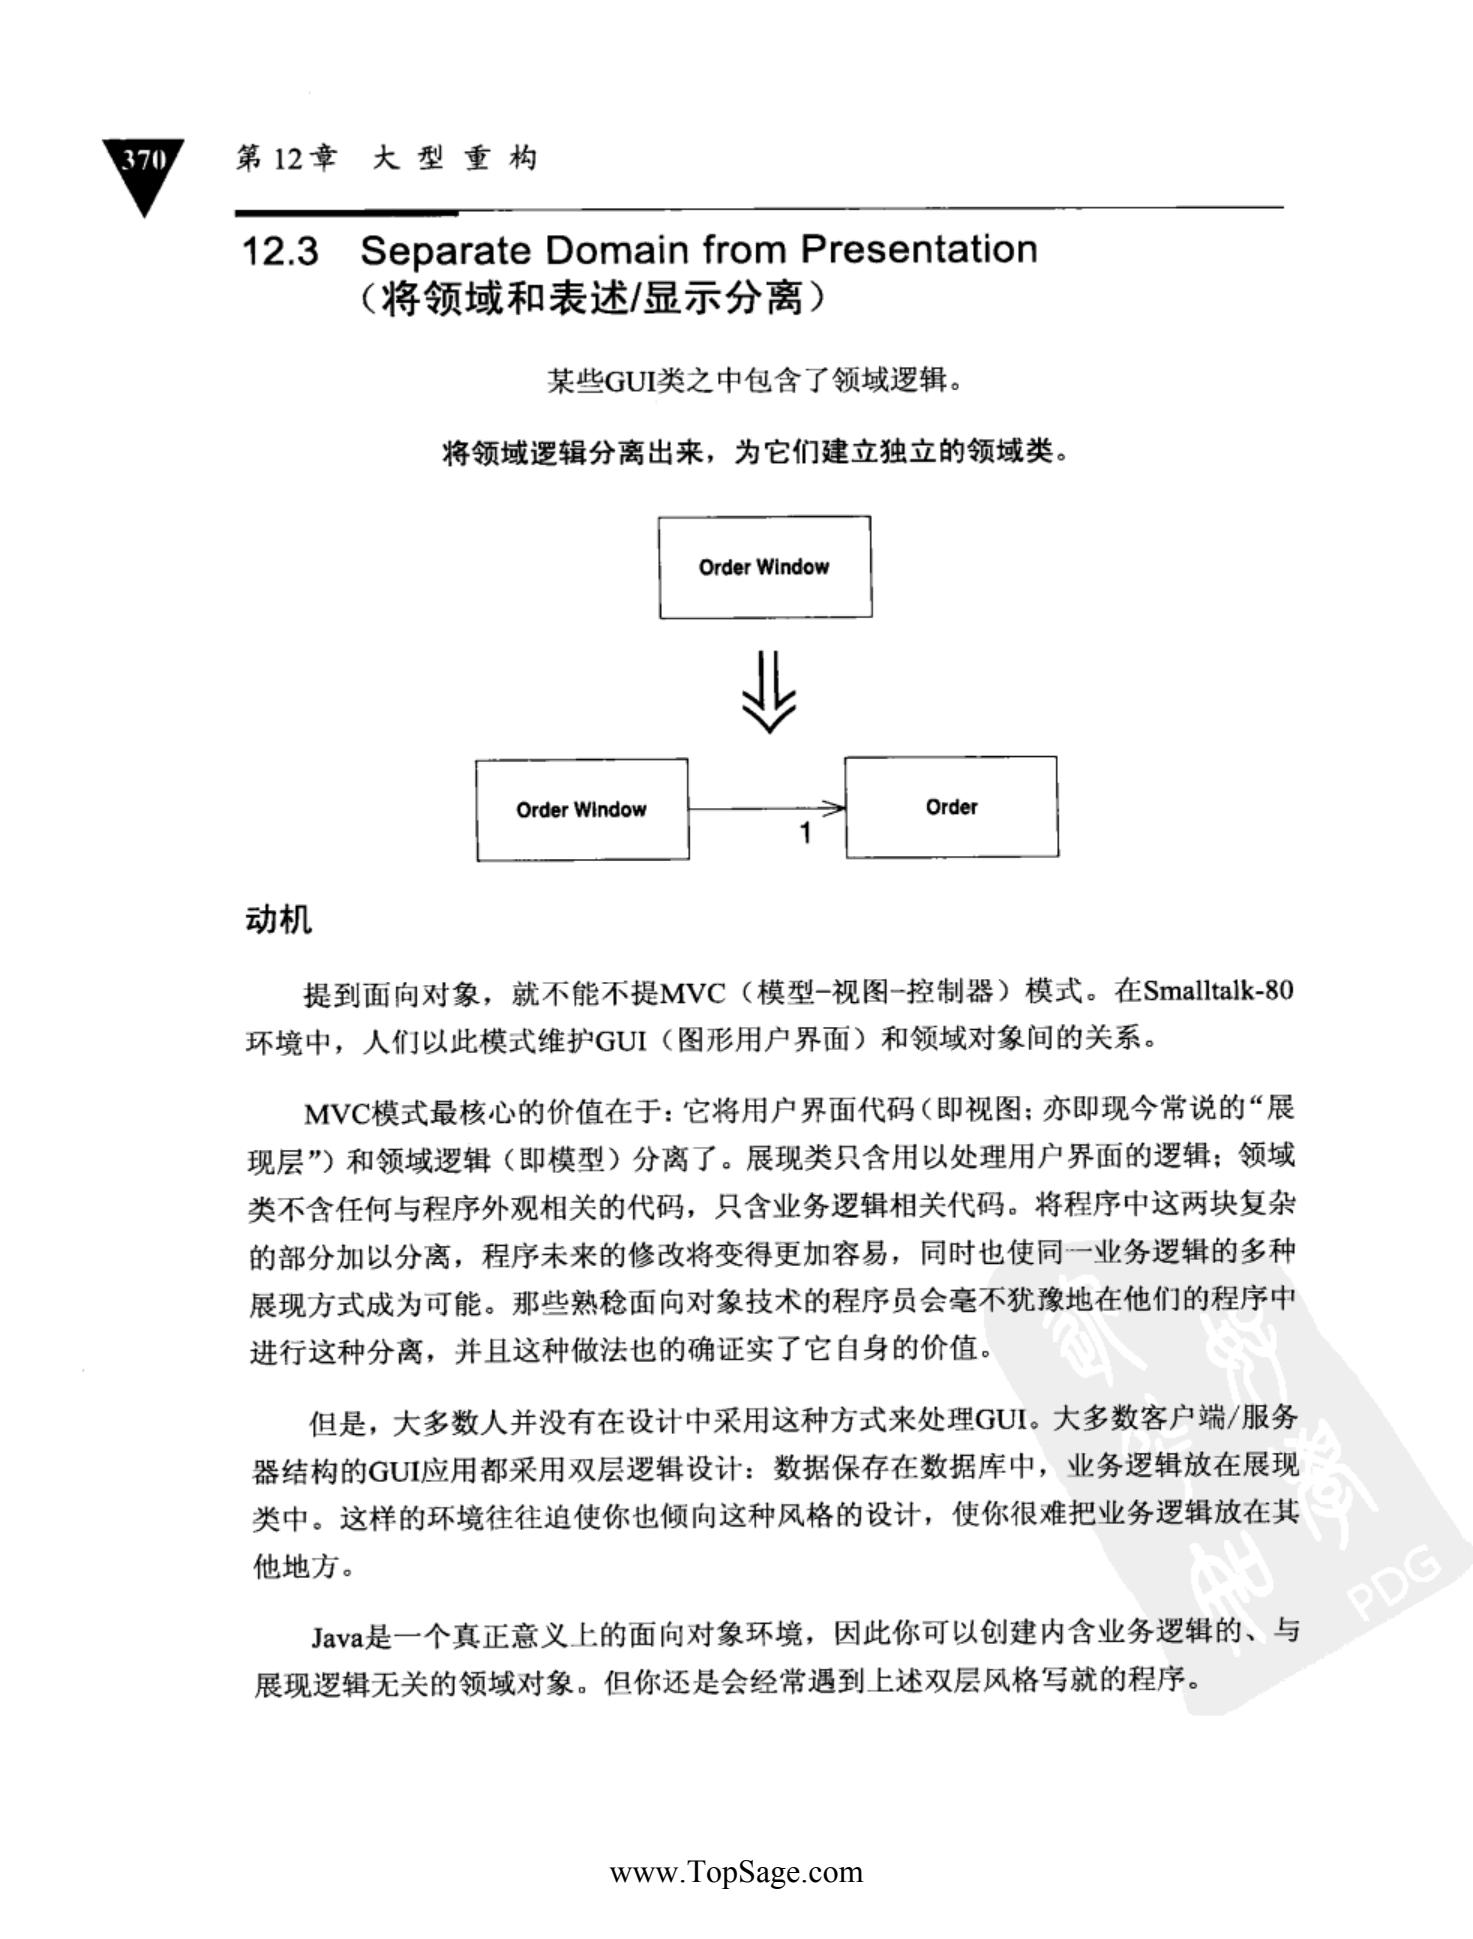 370
第12章 大型重构
12.3 Separate Domain from Presentation
（将领域和表述/显示分离）
某些GUI类之中包含了领域逻辑。
将领域逻辑分离出来，为它们建立独立的领域类。
Order Window
Order Window
1
Order
动机
提到面向对象，就不能不提MVC（模型-视图-控制器）模式。在Smalltalk-80
环境中，人们以此模式维护GUI（图形用户界面）和领域对象间的关系。
MVC模式最核心的价值在于：它将用户界面代码（即视图；亦即现今常说的“展
现层”）和领域逻辑（即模型）分离了。展现类只含用以处理用户界面的逻辑；领域
类不含任何与程序外观相关的代码，只含业务逻辑相关代码。将程序中这两块复杂
的部分加以分离，程序未来的修改将变得更加容易，同时也使同一业务逻辑的多种
展现方式成为可能。那些熟稔面向对象技术的程序员会毫不犹豫地在他们的程序中
进行这种分离，并且这种做法也的确证实了它自身的价值。
但是，大多数人并没有在设计中采用这种方式来处理GUI。大多数客户端/服务
器结构的GUI应用都采用双层逻辑设计：数据保存在数据库中，业务逻辑放在展现
类中。这样的环境往往迫使你也倾向这种风格的设计，使你很难把业务逻辑放在其
他地方。
Java是一个真正意义上的面向对象环境，因此你可以创建内含业务逻辑的、与
展现逻辑无关的领域对象。但你还是会经常遇到上述双层风格写就的程序。
PDG
www.TopSage.com